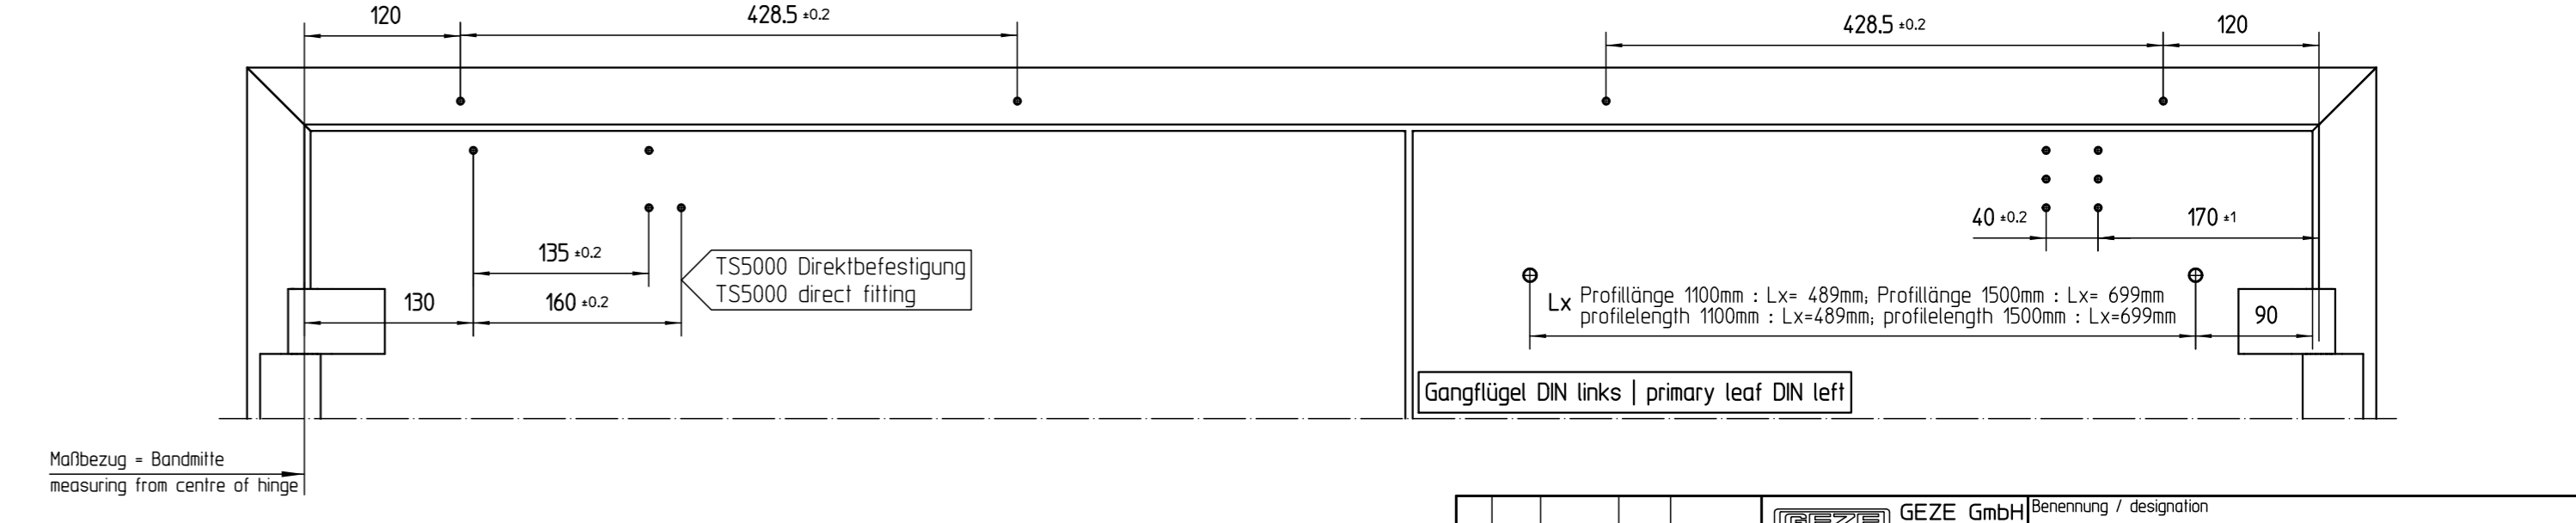 120
428.5 ±0.2
428.5 ±0.2
120
135 ±0.2
TS5000 Direktbefestigung
TS5000 direct fitting
130
160 ±0.2
40 ±0.2
170 ±1
Lx
Profillänge 1100mm : Lx= 489mm; Profillänge 1500mm : Lx= 699mm
profilelength 1100mm : Lx=489mm; profilelength 1500mm : Lx=699mm
90
Gangflügel DIN links | primary leaf DIN left
Maßbezug = Bandmitte
measuring from centre of hinge
GEZE
GEZE GmbH
Benennung / designation